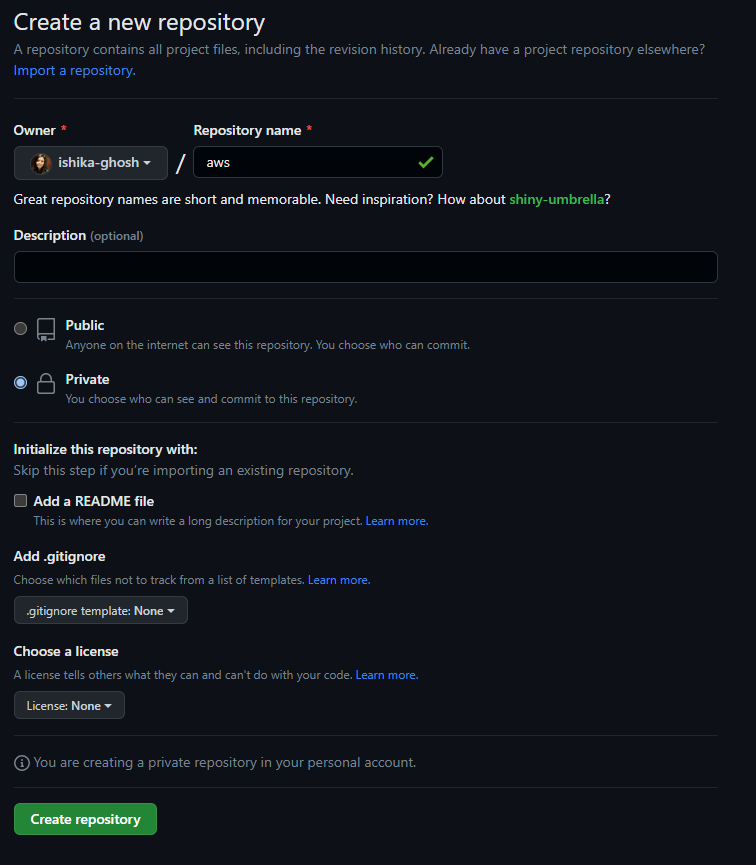 Create a new repository
A repository contains all project files, including the revision history. Already have a project repository elsewhere?
Import a repository.
Owner * Repository name *
ishika-ghosh / aws
Great repository names are short and memorable. Need inspiration? How about shiny-umbrella?
Description (optional)
Public
Anyone on the internet can see this repository. You choose who can commit.
Private
You choose who can see and commit to this repository.
Initialize this repository with:
Skip this step if you're importing an existing repository.
Add a README file
This is where you can write a long description for your project. Learn more.
Add .gitignore
Choose which files not to track from a list of templates. Learn more.
.gitignore template: None
Choose a license
A license tells others what they can and can't do with your code. Learn more.
License: None
You are creating a private repository in your personal account.
Create repository